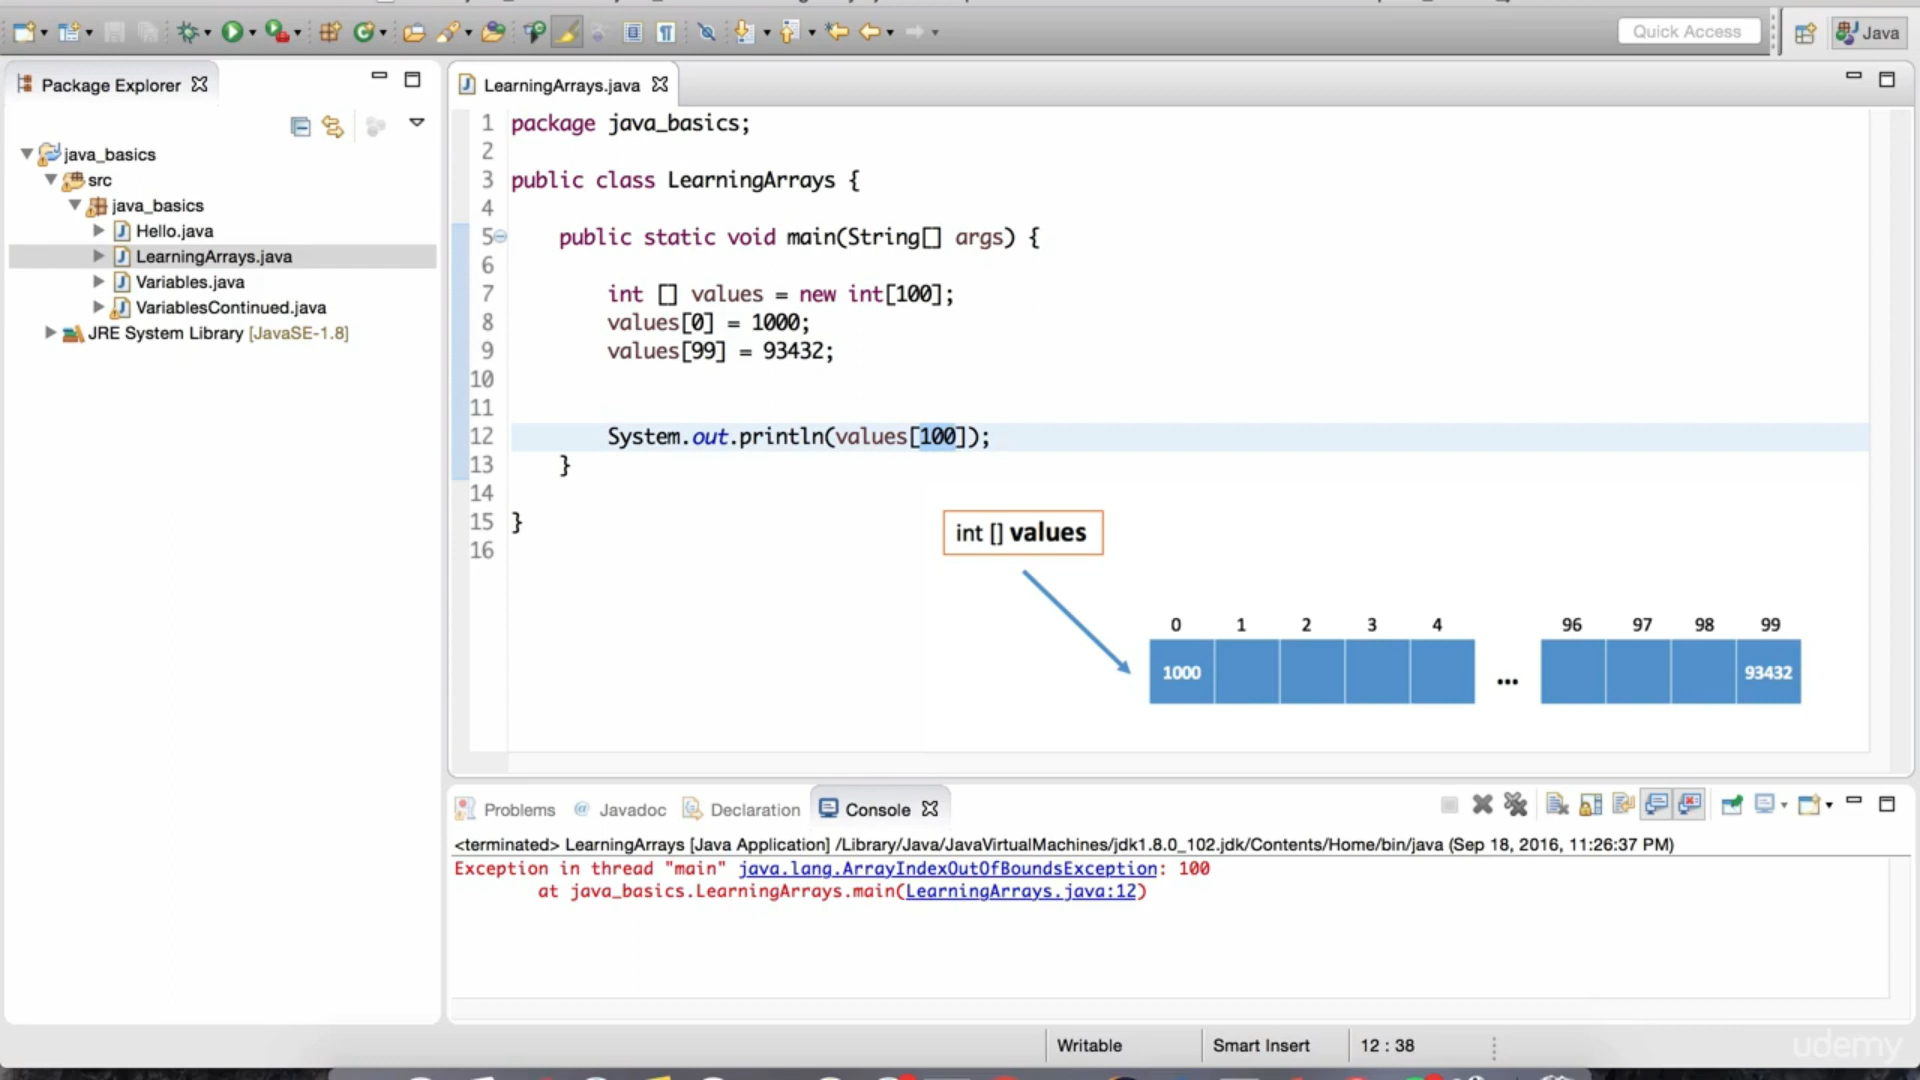 Quick Access
Java
Package Explorer
LearningArrays.java
java_basics
src
java_basics
Hello.java
LearningArrays.java
Variables.java
VariablesContinued.java
JRE System Library [JavaSE-1.8]
1 package java_basics;
2
3 public class LearningArrays {
4
5 public static void main(String[] args) {
6
7 int [] values = new int[100];
8 values[0] = 1000;
9 values[99] = 93432;
10
11
12 System.out.println(values[100]);
13 }
14
15 }
16
int [] values
0 1 2 3 4 96 97 98 99
1000 ... 93432
Problems Javadoc Declaration Console
<terminated> LearningArrays [Java Application] /Library/Java/JavaVirtualMachines/jdk1.8.0_102.jdk/Contents/Home/bin/java (Sep 18, 2016, 11:26:37 PM)
Exception in thread "main" java.lang.ArrayIndexOutOfBoundsException: 100
at java_basics.LearningArrays.main(LearningArrays.java:12)
Writable Smart Insert 12 : 38
udemy